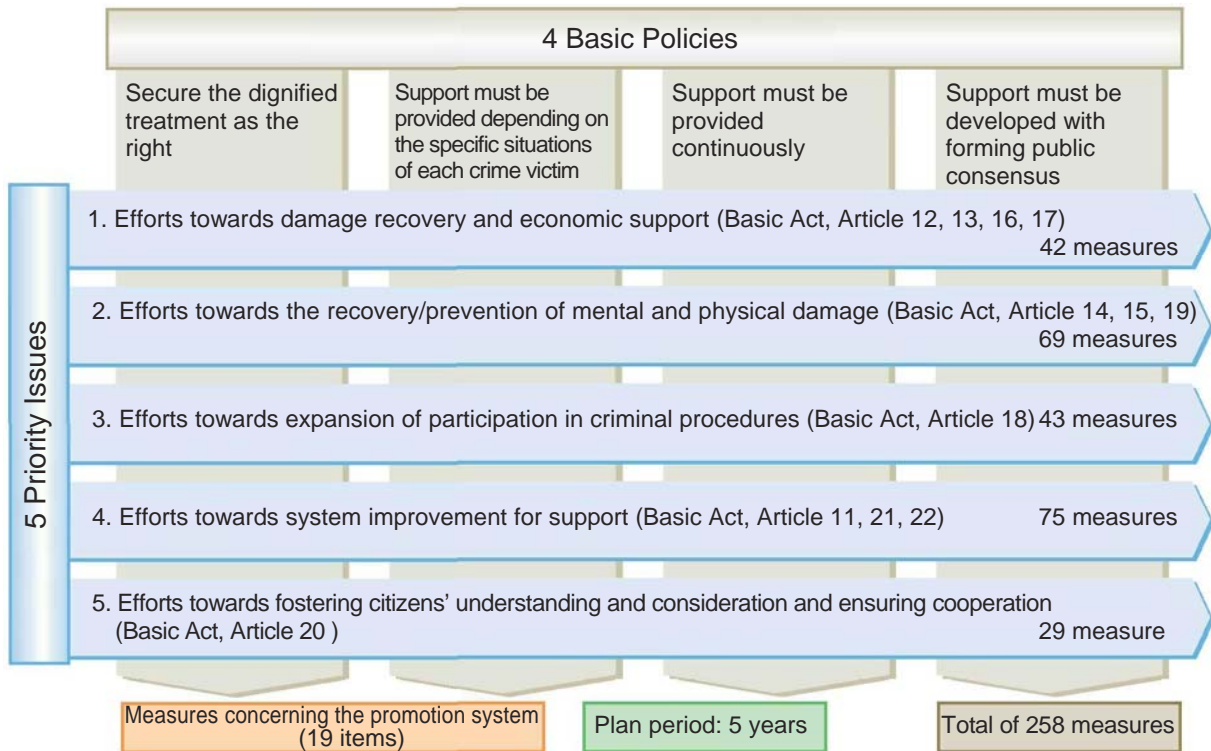 4 Basic Policies
Secure the dignified
treatment as the
right
Support must be
provided depending on
the specific situations
of each crime victim
Support must be
provided
continuously
Support must be
developed with
forming public
consensus
5 Priority Issues
1. Efforts towards damage recovery and economic support (Basic Act, Article 12, 13, 16, 17)
42 measures
2. Efforts towards the recovery/prevention of mental and physical damage (Basic Act, Article 14, 15, 19)
69 measures
3. Efforts towards expansion of participation in criminal procedures (Basic Act, Article 18) 43 measures
4. Efforts towards system improvement for support (Basic Act, Article 11, 21, 22) 75 measures
5. Efforts towards fostering citizens’ understanding and consideration and ensuring cooperation
(Basic Act, Article 20 ) 29 measure
Measures concerning the promotion system
(19 items)
Plan period: 5 years
Total of 258 measures